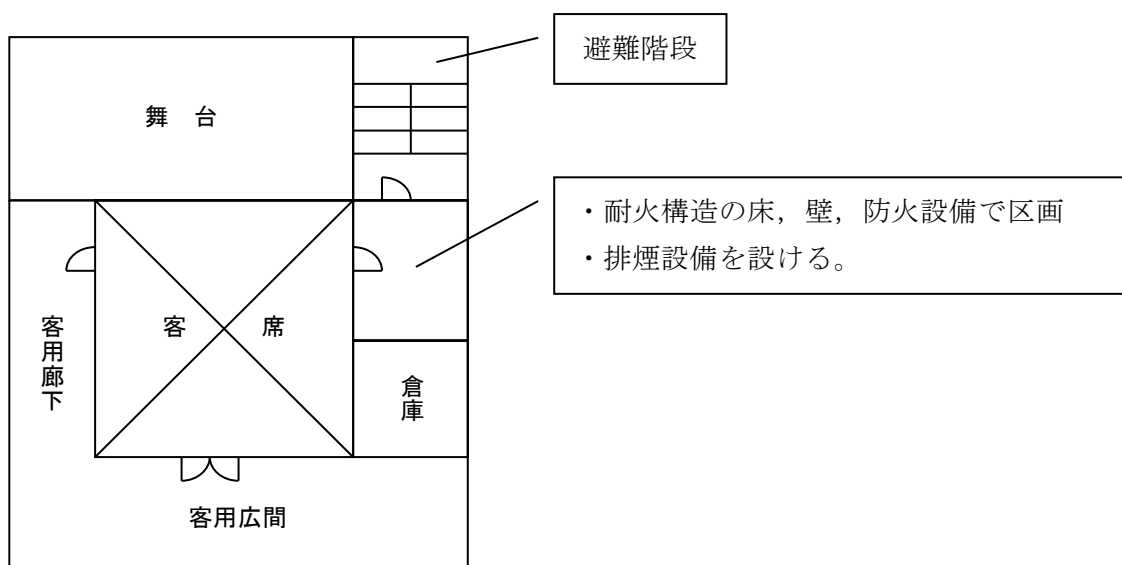 避難階段
舞　台
・耐火構造の床，壁，防火設備で区画
・排煙設備を設ける。
客用廊下
客　席
倉庫
客用広間